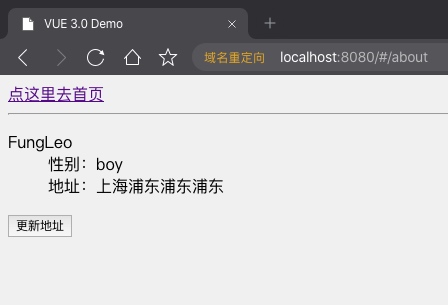 VUE 3.0 Demo
域名重定向 localhost:8080/#/about
点这里去首页
FungLeo
性别：boy
地址：上海浦东浦东浦东
更新地址